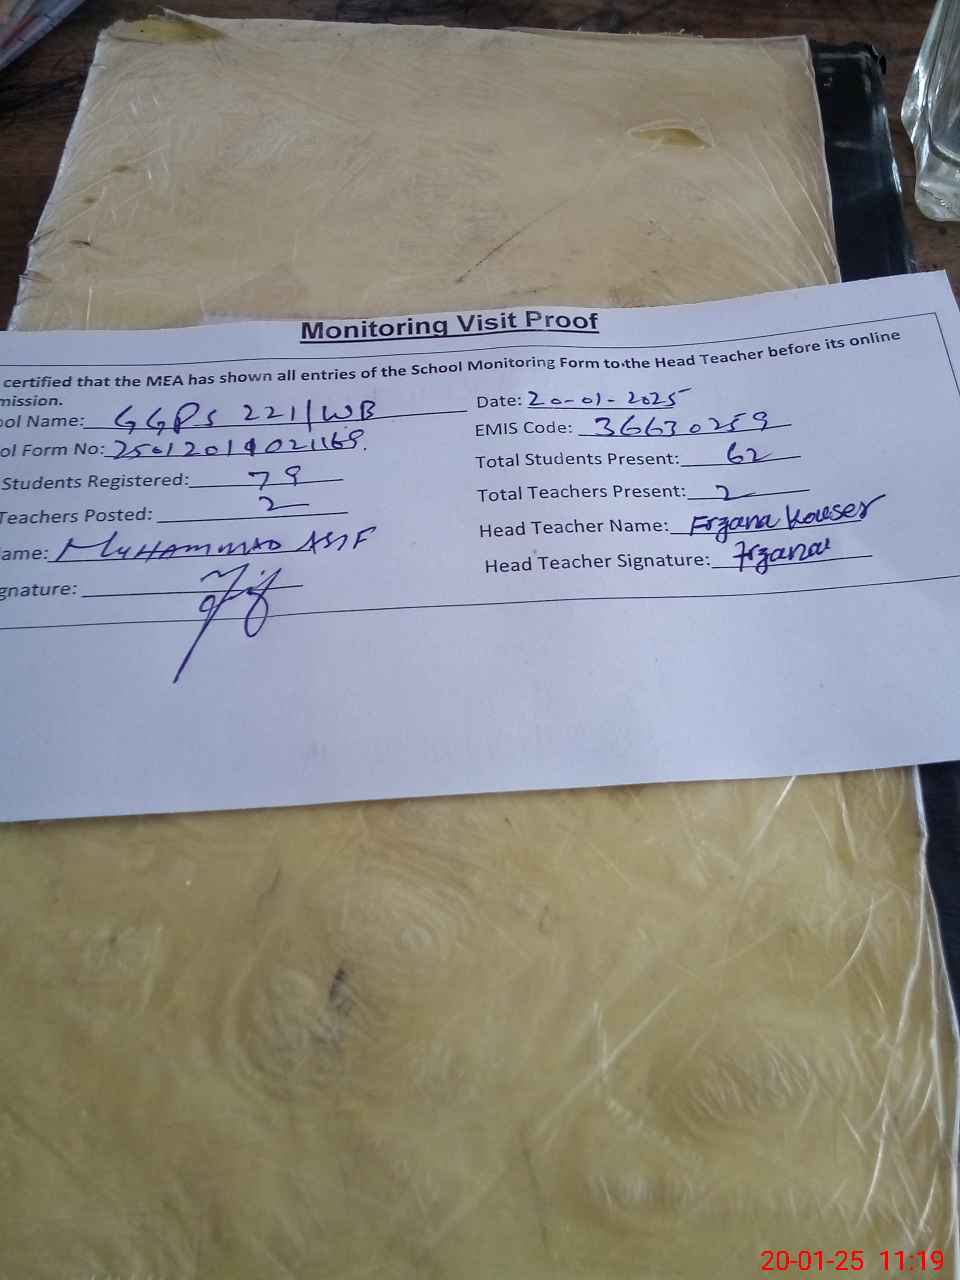 Monitoring Visit Proof
certified that the MEA has shown all entries of the School Monitoring Form to the Head Teacher before its online
mission.
ool Name: GGPS 221/WB
Date: 20-01-2025
ol Form No: 25012014021169.
EMIS Code: 36630259
Students Registered: 79
Total Students Present: 62
Teachers Posted: 2
Total Teachers Present: 2
ame: MUHAMMAD ASIF
Head Teacher Name: Frzana Kouser
gnature:
Head Teacher Signature: Frzana
20-01-25 11:19